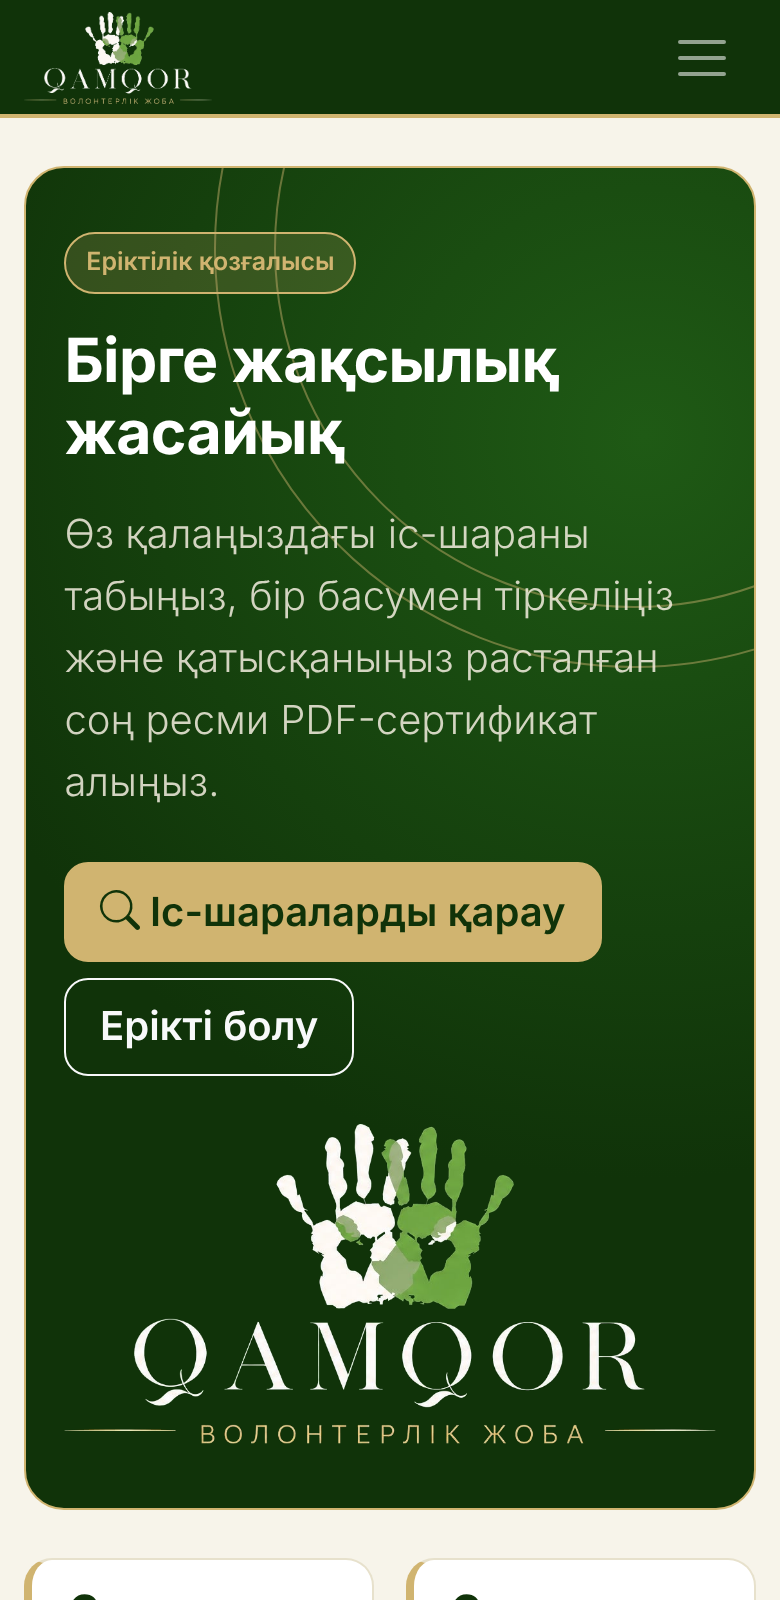 QAMQOR
ВОЛОНТЕРЛІК ЖОБА
Еріктілік қозғалысы
Бірге жақсылық
жасайық
Өз қалаңыздағы іс-шараны
табыңыз, бір басумен тіркеліңіз
және қатысқаныңыз расталған
соң ресми PDF-сертификат
алыңыз.
Іс-шараларды қарау
Ерікті болу
QAMQOR
ВОЛОНТЕРЛІК ЖОБА